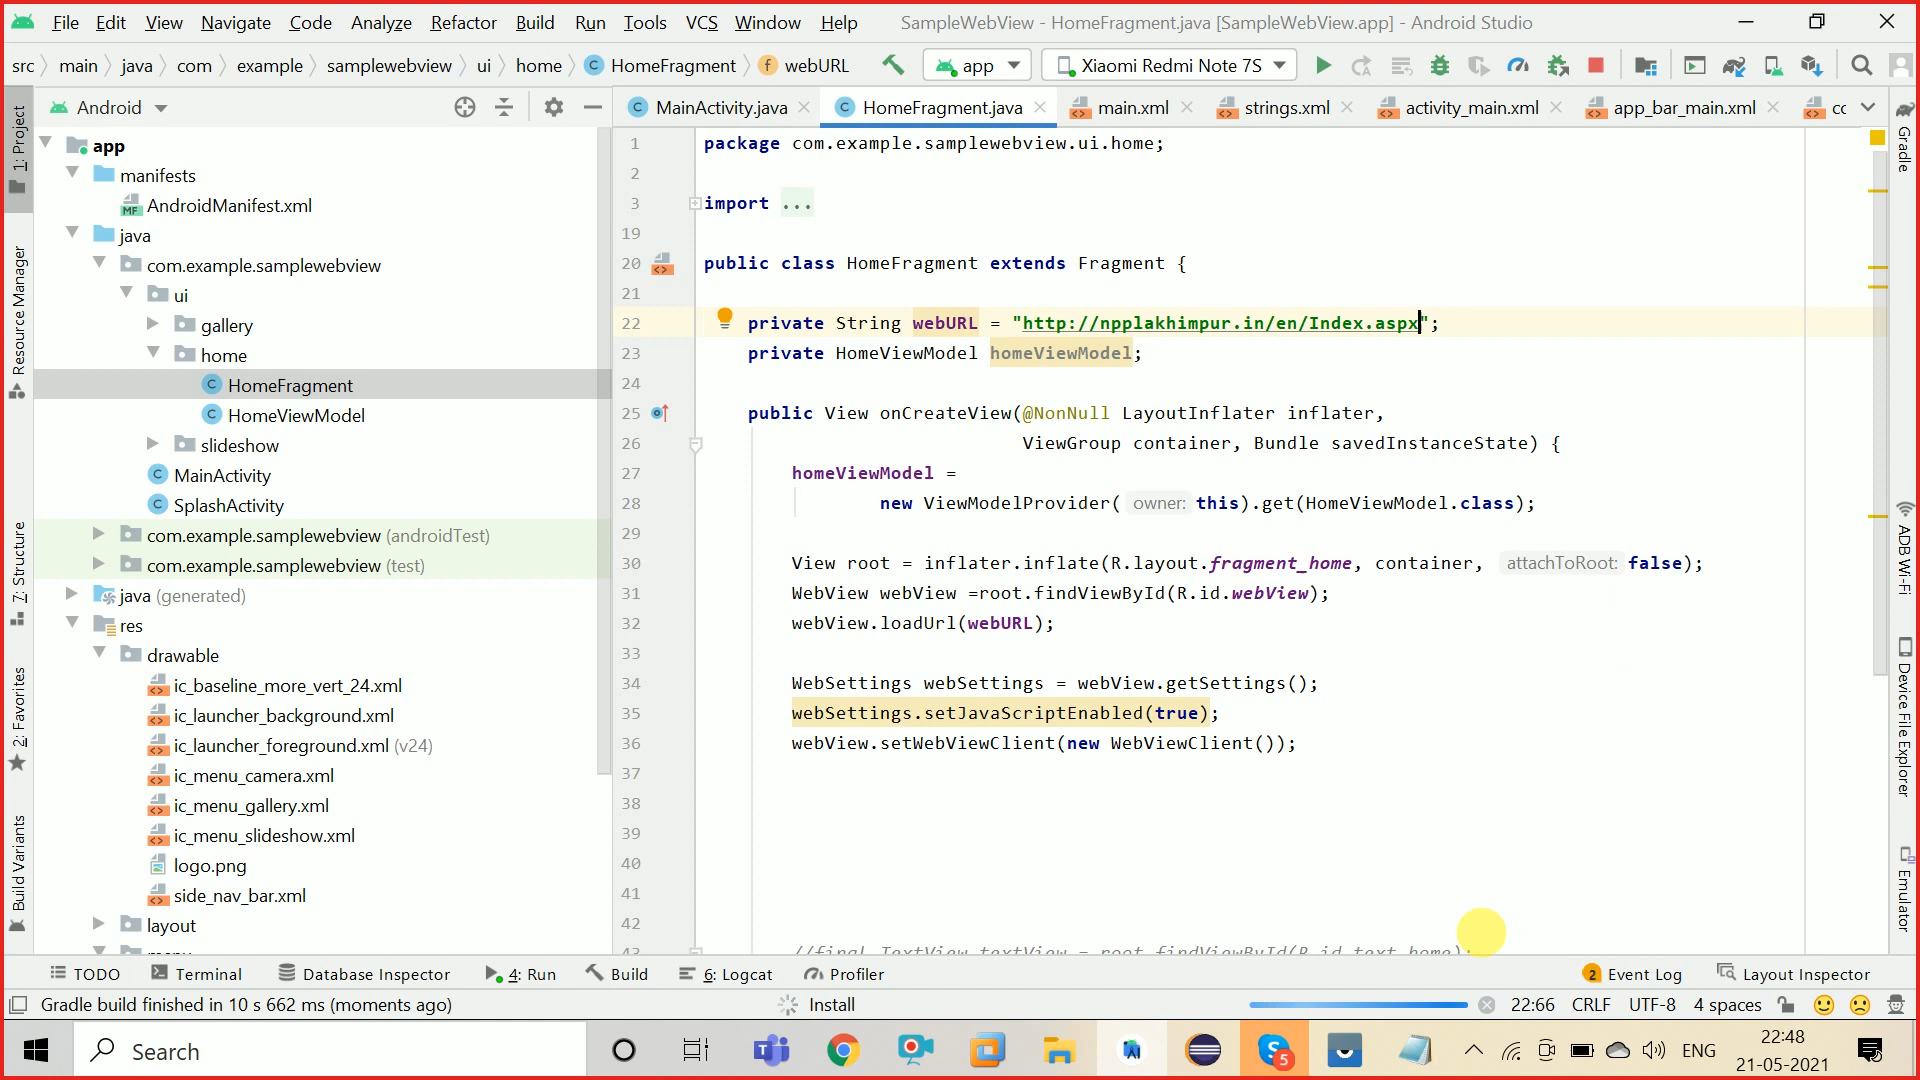 File Edit View Navigate Code Analyze Refactor Build Run Tools VCS Window Help SampleWebView - HomeFragment.java [SampleWebView.app] - Android Studio
src main java com example samplewebview ui home HomeFragment webURL app Xiaomi Redmi Note 7S
Android MainActivity.java HomeFragment.java main.xml strings.xml activity_main.xml app_bar_main.xml cc
1: Project
Resource Manager
Z: Structure
2: Favorites
Build Variants
app
manifests
AndroidManifest.xml
java
com.example.samplewebview
ui
gallery
home
HomeFragment
HomeViewModel
slideshow
MainActivity
SplashActivity
com.example.samplewebview (androidTest)
com.example.samplewebview (test)
java (generated)
res
drawable
ic_baseline_more_vert_24.xml
ic_launcher_background.xml
ic_launcher_foreground.xml (v24)
ic_menu_camera.xml
ic_menu_gallery.xml
ic_menu_slideshow.xml
logo.png
side_nav_bar.xml
layout
1 package com.example.samplewebview.ui.home;
2
3 import ...
19
20 public class HomeFragment extends Fragment {
21
22 private String webURL = "http://npplakhimpur.in/en/Index.aspx";
23 private HomeViewModel homeViewModel;
24
25 public View onCreateView(@NonNull LayoutInflater inflater,
26 ViewGroup container, Bundle savedInstanceState) {
27 homeViewModel =
28 new ViewModelProvider( owner: this).get(HomeViewModel.class);
29
30 View root = inflater.inflate(R.layout.fragment_home, container, attachToRoot: false);
31 WebView webView =root.findViewById(R.id.webView);
32 webView.loadUrl(webURL);
33
34 WebSettings webSettings = webView.getSettings();
35 webSettings.setJavaScriptEnabled(true);
36 webView.setWebViewClient(new WebViewClient());
37
38
39
40
41
42
43 //final TextView textView = root.findViewById(R.id.text_home);
Gradle
ADB Wi-Fi
Device File Explorer
Emulator
TODO Terminal Database Inspector 4: Run Build 6: Logcat Profiler 2 Event Log Layout Inspector
Gradle build finished in 10 s 662 ms (moments ago) Install 22:66 CRLF UTF-8 4 spaces
Search 5 ENG 22:48
21-05-2021